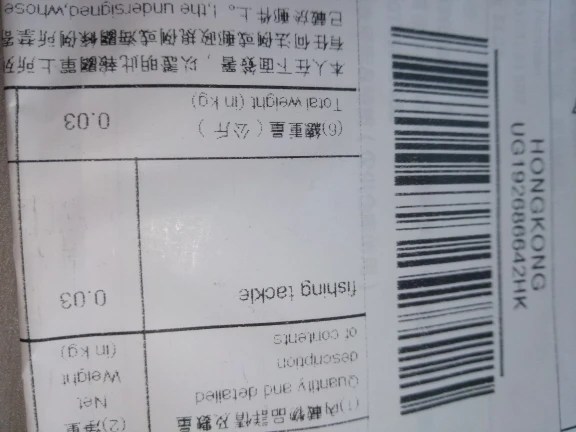 (1)內載物品詳情及數量
Quantity and detailed
description
of contents
(2)淨重
Net
Weight
(in kg)
fishing tackle
0.03
(6)總重量(公斤)
Total weight (in kg)
0.03
本人在下面簽署,以證明此報關單上所列
有任何法例或郵政規例或海關條例所禁寄
已載於郵件上。I, the undersigned, whose
HONGKONG
UG192686642HK